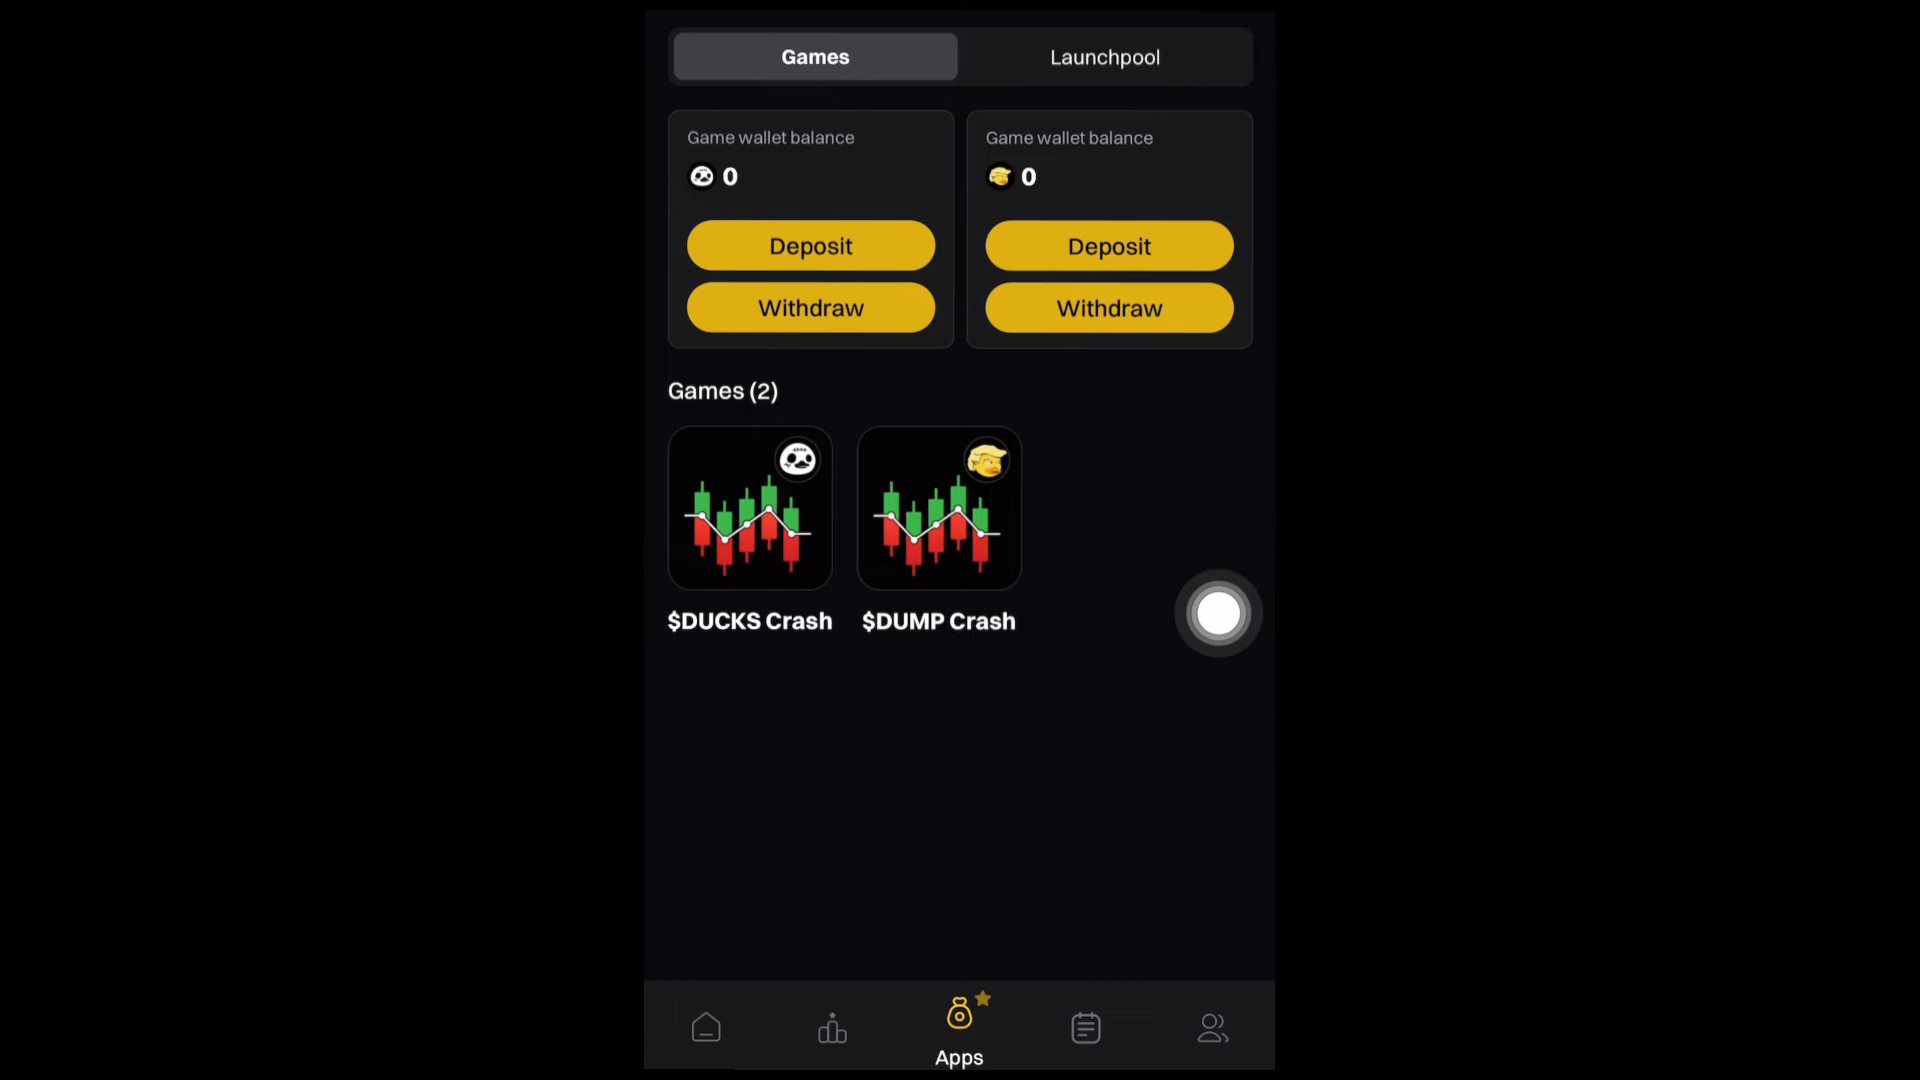 Games Launchpool
Game wallet balance Game wallet balance
0 0
Deposit Deposit
Withdraw Withdraw
Games (2)
$DUCKS Crash $DUMP Crash
Apps